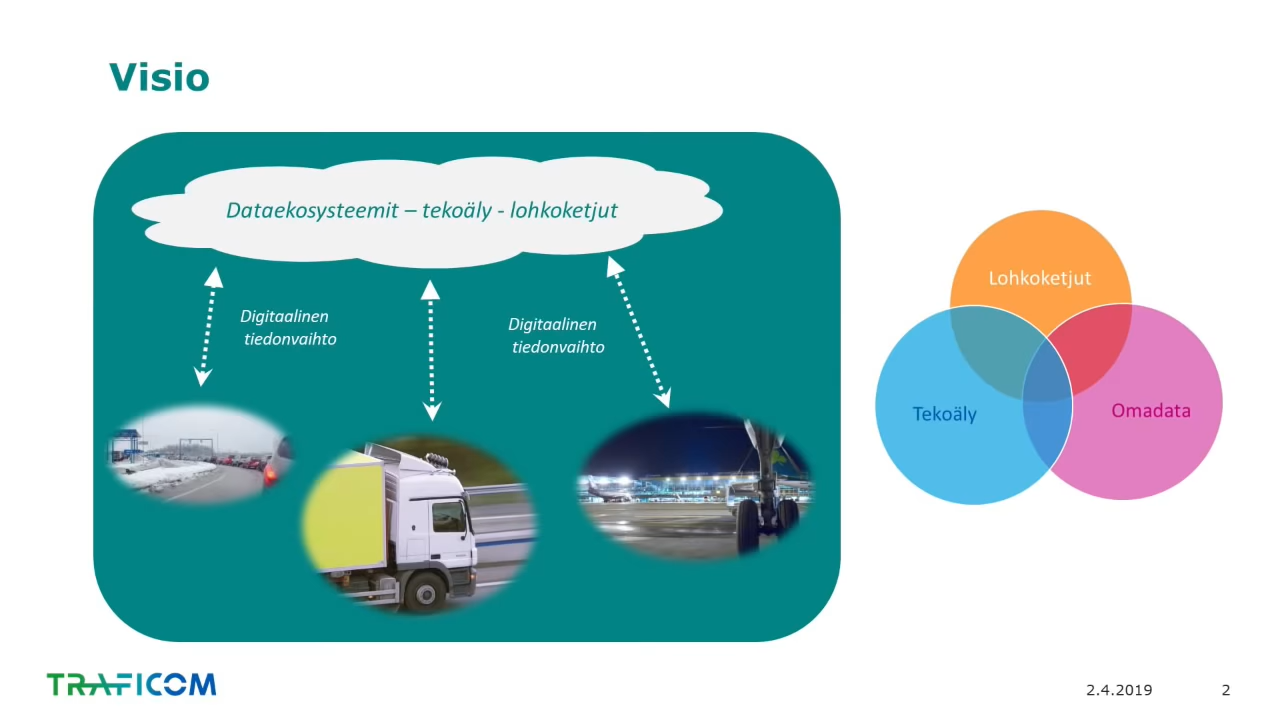 Visio
Dataekosysteemit – tekoäly - lohkoketjut
Digitaalinen
tiedonvaihto
Digitaalinen
tiedonvaihto
Lohkoketjut
Tekoäly
Omadata
TRAFICOM
2.4.2019
2